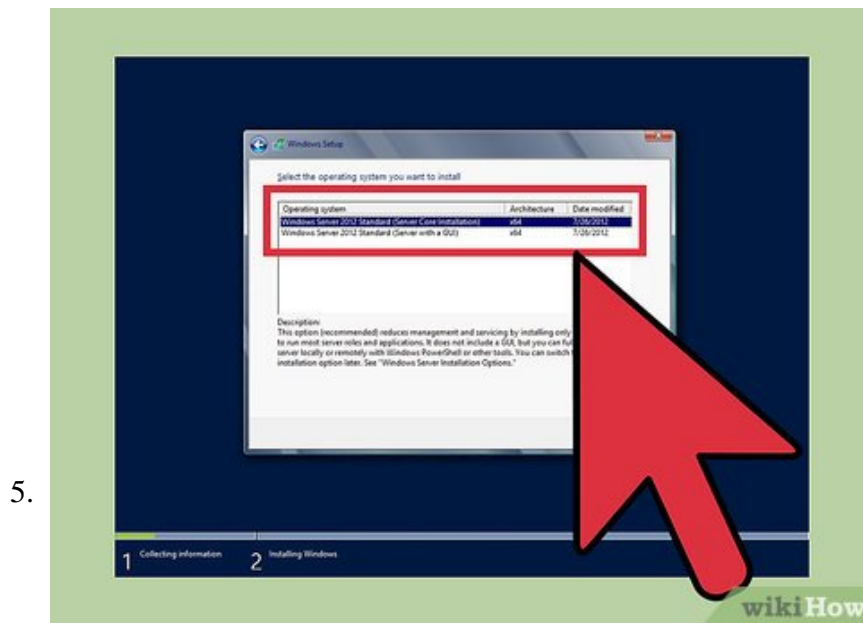 Windows Setup
Select the operating system you want to install
Operating system Architecture Date modified
Windows Server 2012 Standard (Server Core Installation) x64 7/26/2012
Windows Server 2012 Standard (Server with a GUI) x64 7/26/2012
Description:
This option (recommended) reduces management and servicing by installing only
to run most server roles and applications. It does not include a GUI, but you can
server locally or remotely with Windows PowerShell or other tools. You can switch
installation option later. See "Windows Server Installation Options."
5.
1 Collecting information 2 Installing Windows
wikiHow